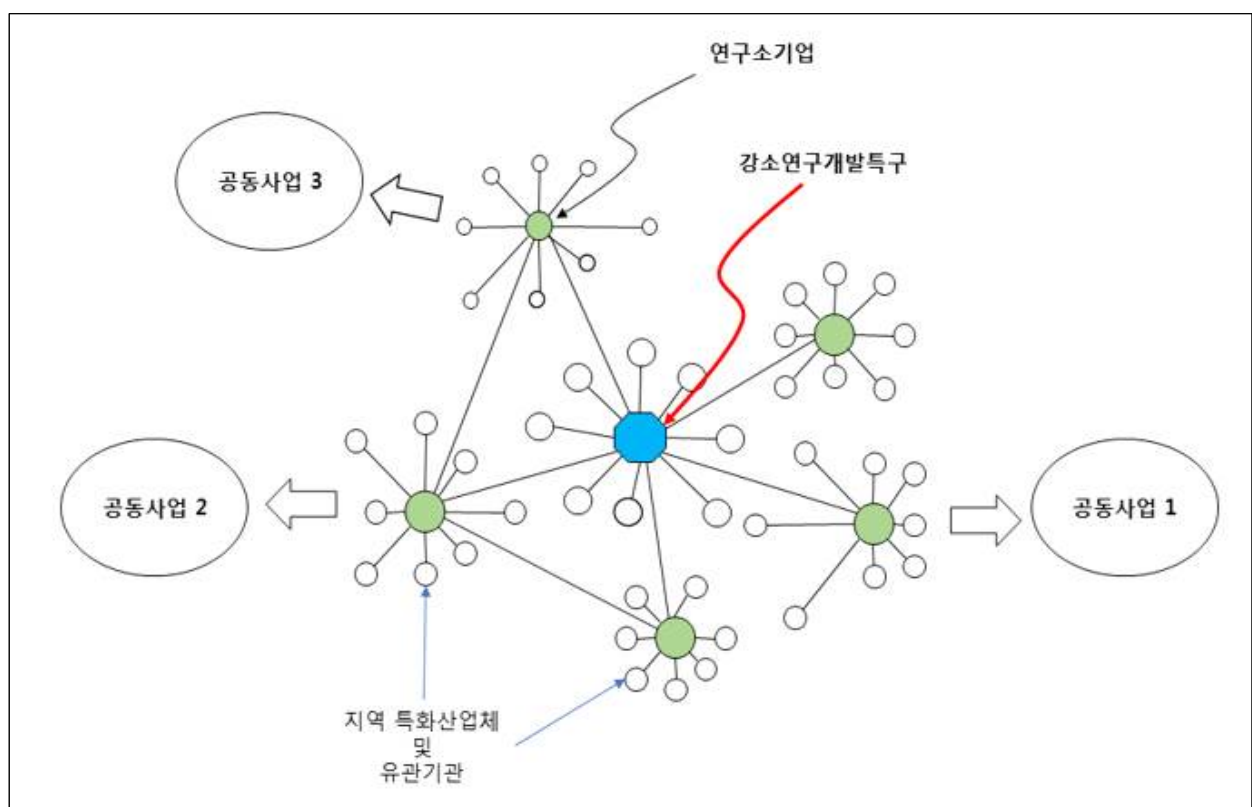 연구소기업
강소연구개발특구
공동사업 3
공동사업 2
공동사업 1
지역 특화산업체
및
유관기관